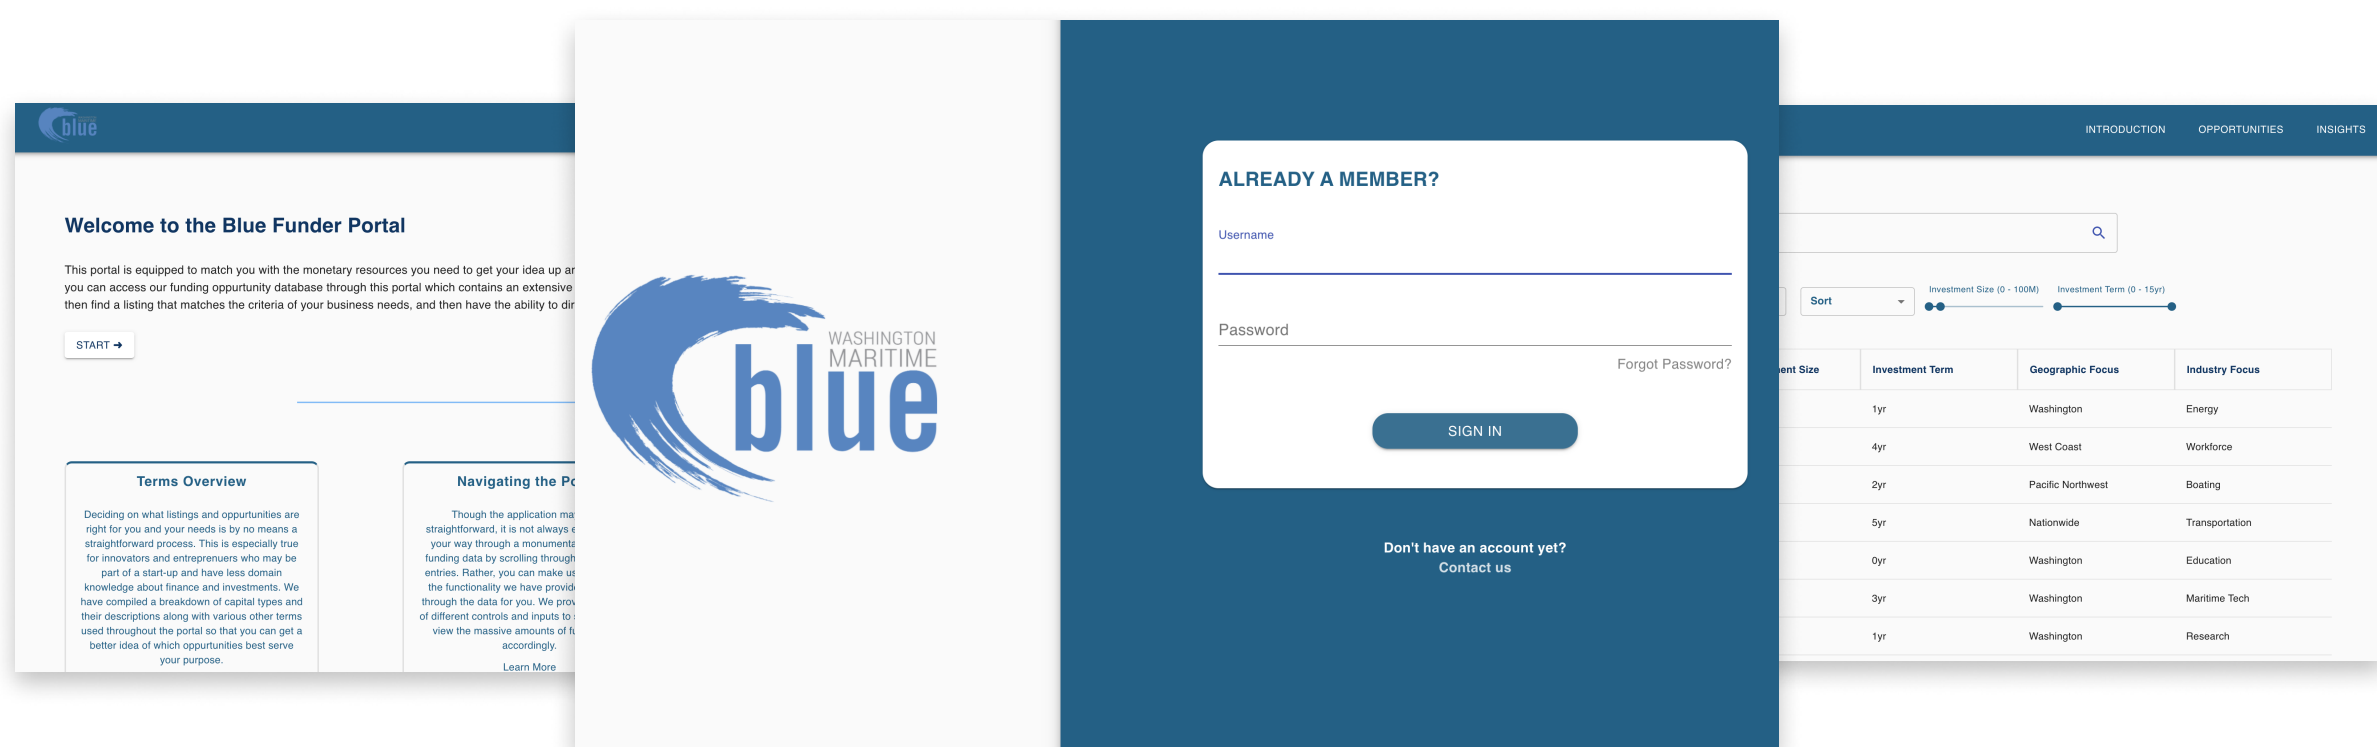 blue
Welcome to the Blue Funder Portal
This portal is equipped to match you with the monetary resources you need to get your idea up
you can access our funding opportunity database through this portal which contains an extensive
then find a listing that matches the criteria of your business needs, and then have the ability to
START ➜
Terms Overview
Deciding on what listings and oppurtunities are
right for you and your needs is by no means a
straightforward process. This is especially true
for innovators and entreprenuers who may be
part of a start-up and have less domain
knowledge about finance and investments. We
have compiled a breakdown of capital types and
their descriptions along with various other terms
used throughout the portal so that you can get a
better idea of which oppurtunities best serve
your purpose.
Navigating the
Though the application
straightforward, it is not always
your way through a
funding data by scrolling through
entries. Rather, you can make
the functionality we have
through the data for you. We
of different controls and inputs to
view the massive amounts of
accordingly.
Learn More
WASHINGTON
MARITIME
blue
ALREADY A MEMBER?
Username
Password
Forgot Password?
SIGN IN
Don't have an account yet?
Contact us
INTRODUCTION OPPORTUNITIES INSIGHTS
Sort
Investment Size (0 - 100M) Investment Term (0 - 15yr)
Size Investment Term Geographic Focus Industry Focus
1yr Washington Energy
4yr West Coast Workforce
2yr Pacific Northwest Boating
5yr Nationwide Transportation
0yr Washington Education
3yr Washington Maritime Tech
1yr Washington Research